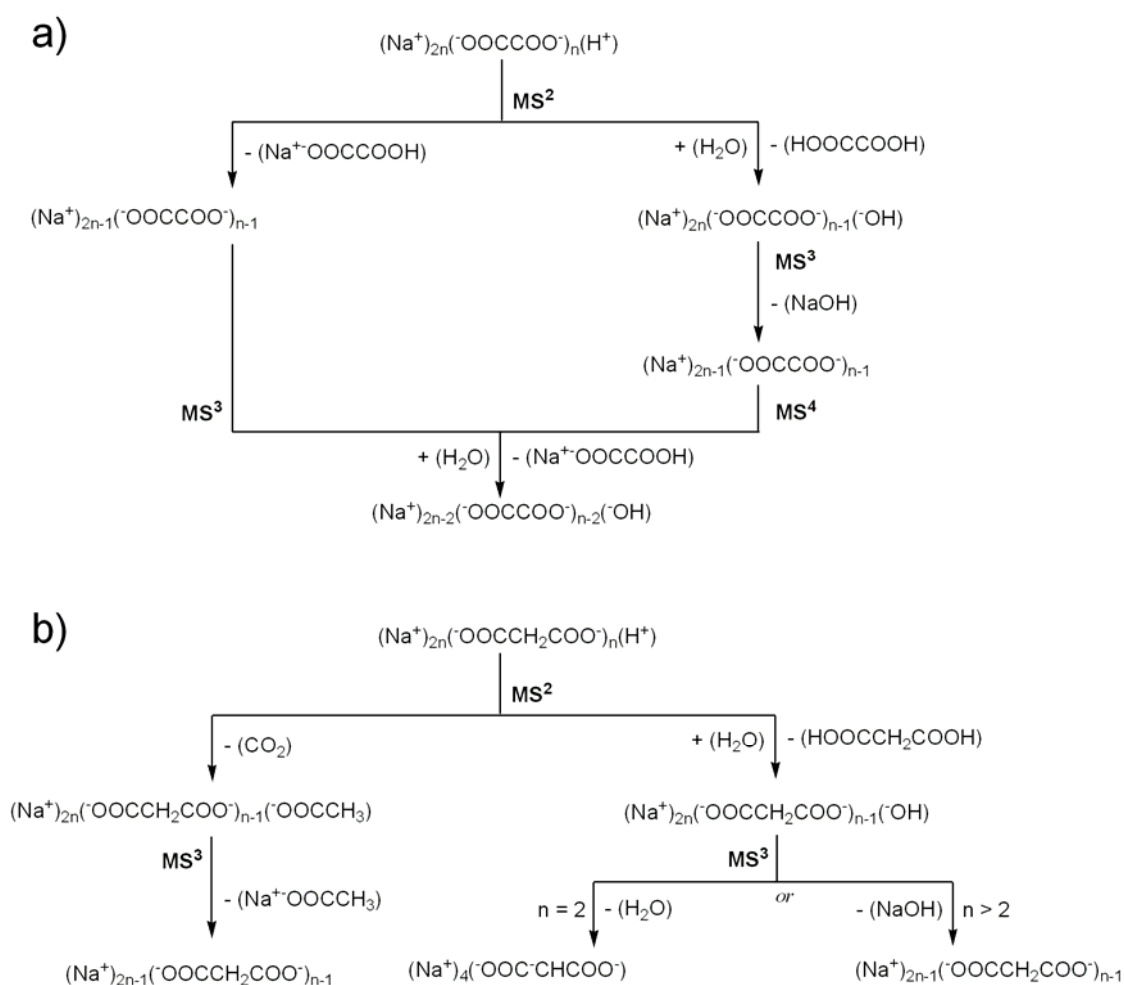 a)
(Na⁺)₂ₙ(⁻OOCCOO⁻)ₙ(H⁺)
MS²
- (Na⁺⁻OOCCOOH)
+ (H₂O) - (HOOCCOOH)
(Na⁺)₂ₙ₋₁(⁻OOCCOO⁻)ₙ₋₁
(Na⁺)₂ₙ(⁻OOCCOO⁻)ₙ₋₁(⁻OH)
MS³
- (NaOH)
(Na⁺)₂ₙ₋₁(⁻OOCCOO⁻)ₙ₋₁
MS³
MS⁴
+ (H₂O) - (Na⁺⁻OOCCOOH)
(Na⁺)₂ₙ₋₂(⁻OOCCOO⁻)ₙ₋₂(⁻OH)
b)
(Na⁺)₂ₙ(⁻OOCCH₂COO⁻)ₙ(H⁺)
MS²
- (CO₂)
+ (H₂O) - (HOOCCH₂COOH)
(Na⁺)₂ₙ(⁻OOCCH₂COO⁻)ₙ₋₁(⁻OOCCH₃)
(Na⁺)₂ₙ(⁻OOCCH₂COO⁻)ₙ₋₁(⁻OH)
MS³
MS³
- (Na⁺⁻OOCCH₃)
n = 2 - (H₂O)
or
- (NaOH) n > 2
(Na⁺)₂ₙ₋₁(⁻OOCCH₂COO⁻)ₙ₋₁
(Na⁺)₄(⁻OOC⁻CHCOO⁻)
(Na⁺)₂ₙ₋₁(⁻OOCCH₂COO⁻)ₙ₋₁